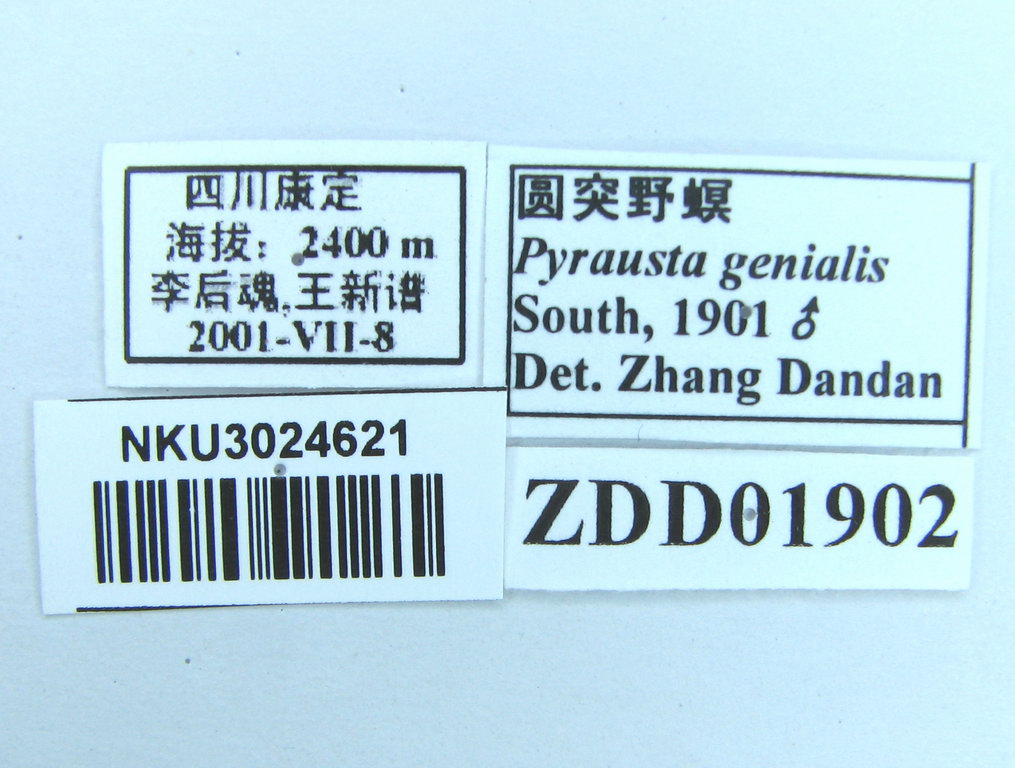 四川康定
海拔：2400 m
李后魂,王新谱
2001-VII-8
圆突野螟
Pyrausta genialis
South, 1901 ♂
Det. Zhang Dandan
NKU3024621
ZDD01902